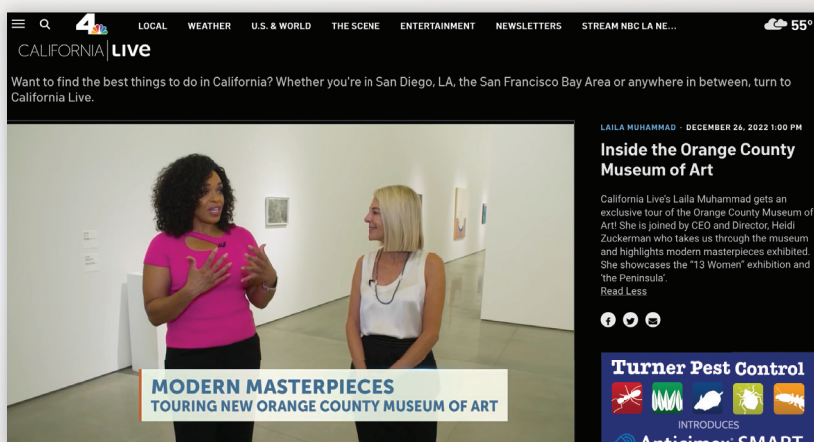 4
LOCAL WEATHER U.S. & WORLD THE SCENE ENTERTAINMENT NEWSLETTERS STREAM NBC LA NE... 55°
CALIFORNIA LIVE
Want to find the best things to do in California? Whether you're in San Diego, LA, the San Francisco Bay Area or anywhere in between, turn to
California Live.
LAILA MUHAMMAD · DECEMBER 26, 2022 1:00 PM
Inside the Orange County
Museum of Art
California Live's Laila Muhammad gets an
exclusive tour of the Orange County Museum of
Art! She is joined by CEO and Director, Heidi
Zuckerman who takes us through the museum
and highlights modern masterpieces exhibited.
She showcases the "13 Women" exhibition and
'the Peninsula'.
Read Less
MODERN MASTERPIECES
TOURING NEW ORANGE COUNTY MUSEUM OF ART
Turner Pest Control
INTRODUCES
Anticimex SMART